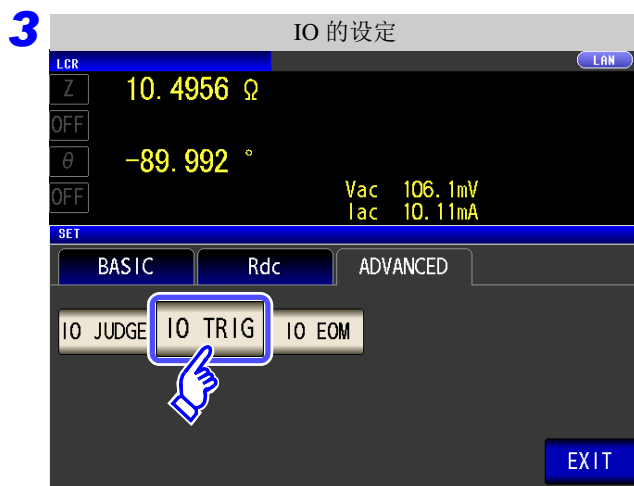 3
IO 的设定
LCR
LAN
Z 10.4956 Ω
OFF
θ -89.992 °
OFF
Vac 106.1mV
Iac 10.11mA
SET
BASIC Rdc ADVANCED
IO JUDGE IO TRIG IO EOM
EXIT